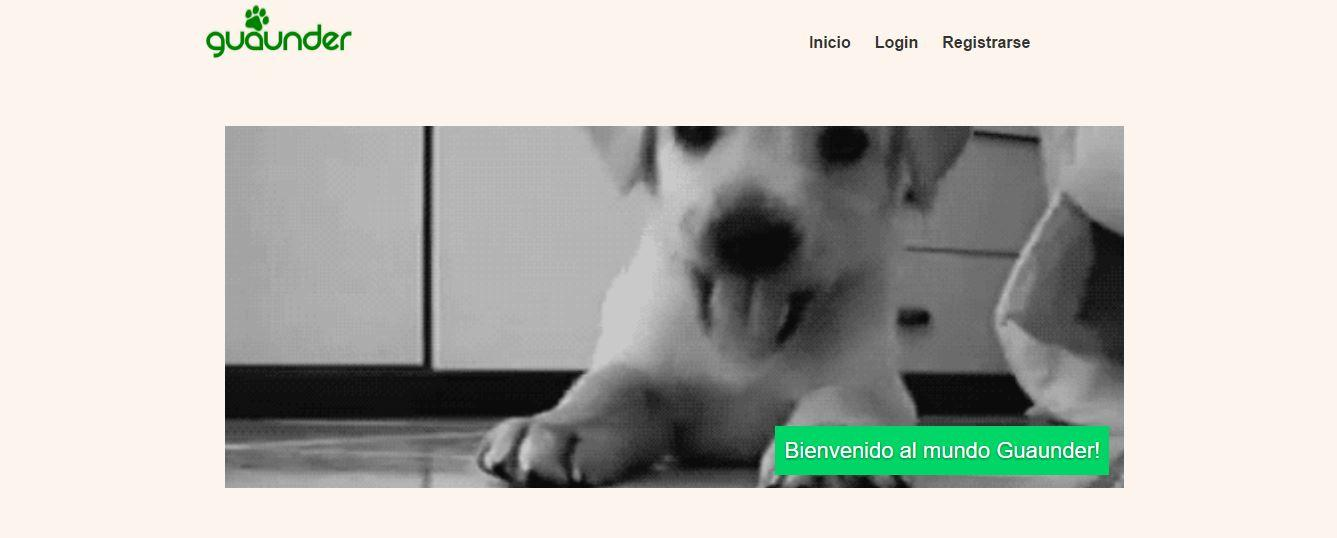 guaunder
Inicio Login Registrarse
Bienvenido al mundo Guaunder!